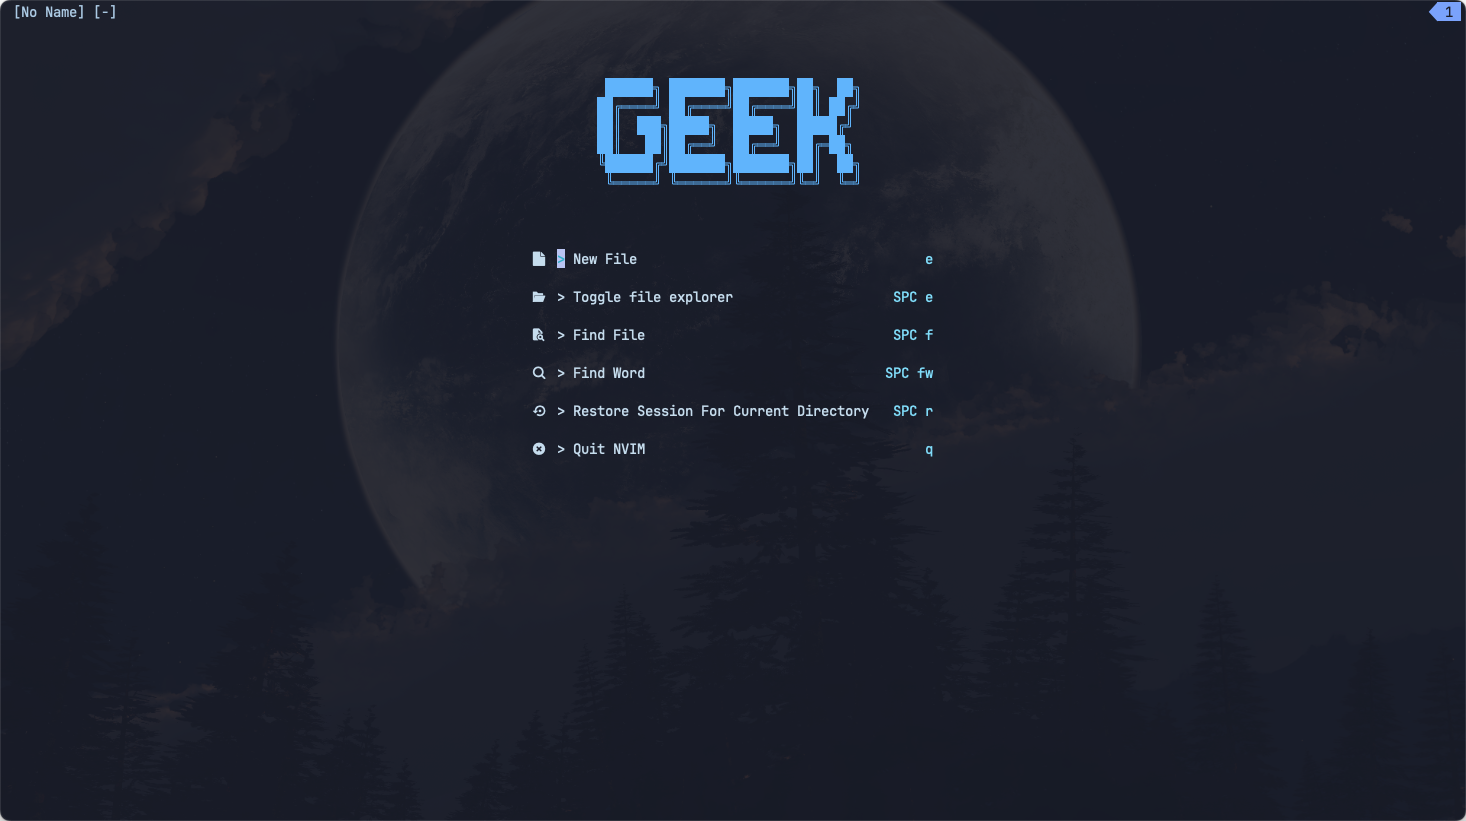 [No Name] [-] 1
GEEK
> New File e
> Toggle file explorer SPC e
> Find File SPC f
> Find Word SPC fw
> Restore Session For Current Directory SPC r
> Quit NVIM q